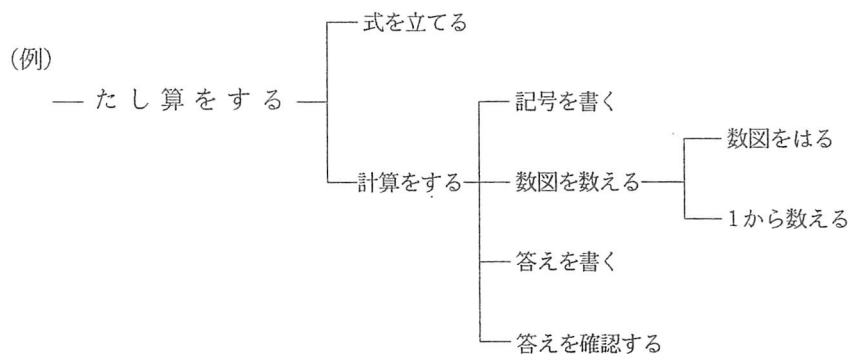 (例)
たし算をする
式を立てる
計算をする
記号を書く
数図を数える
数図をはる
1から数える
答えを書く
答えを確認する